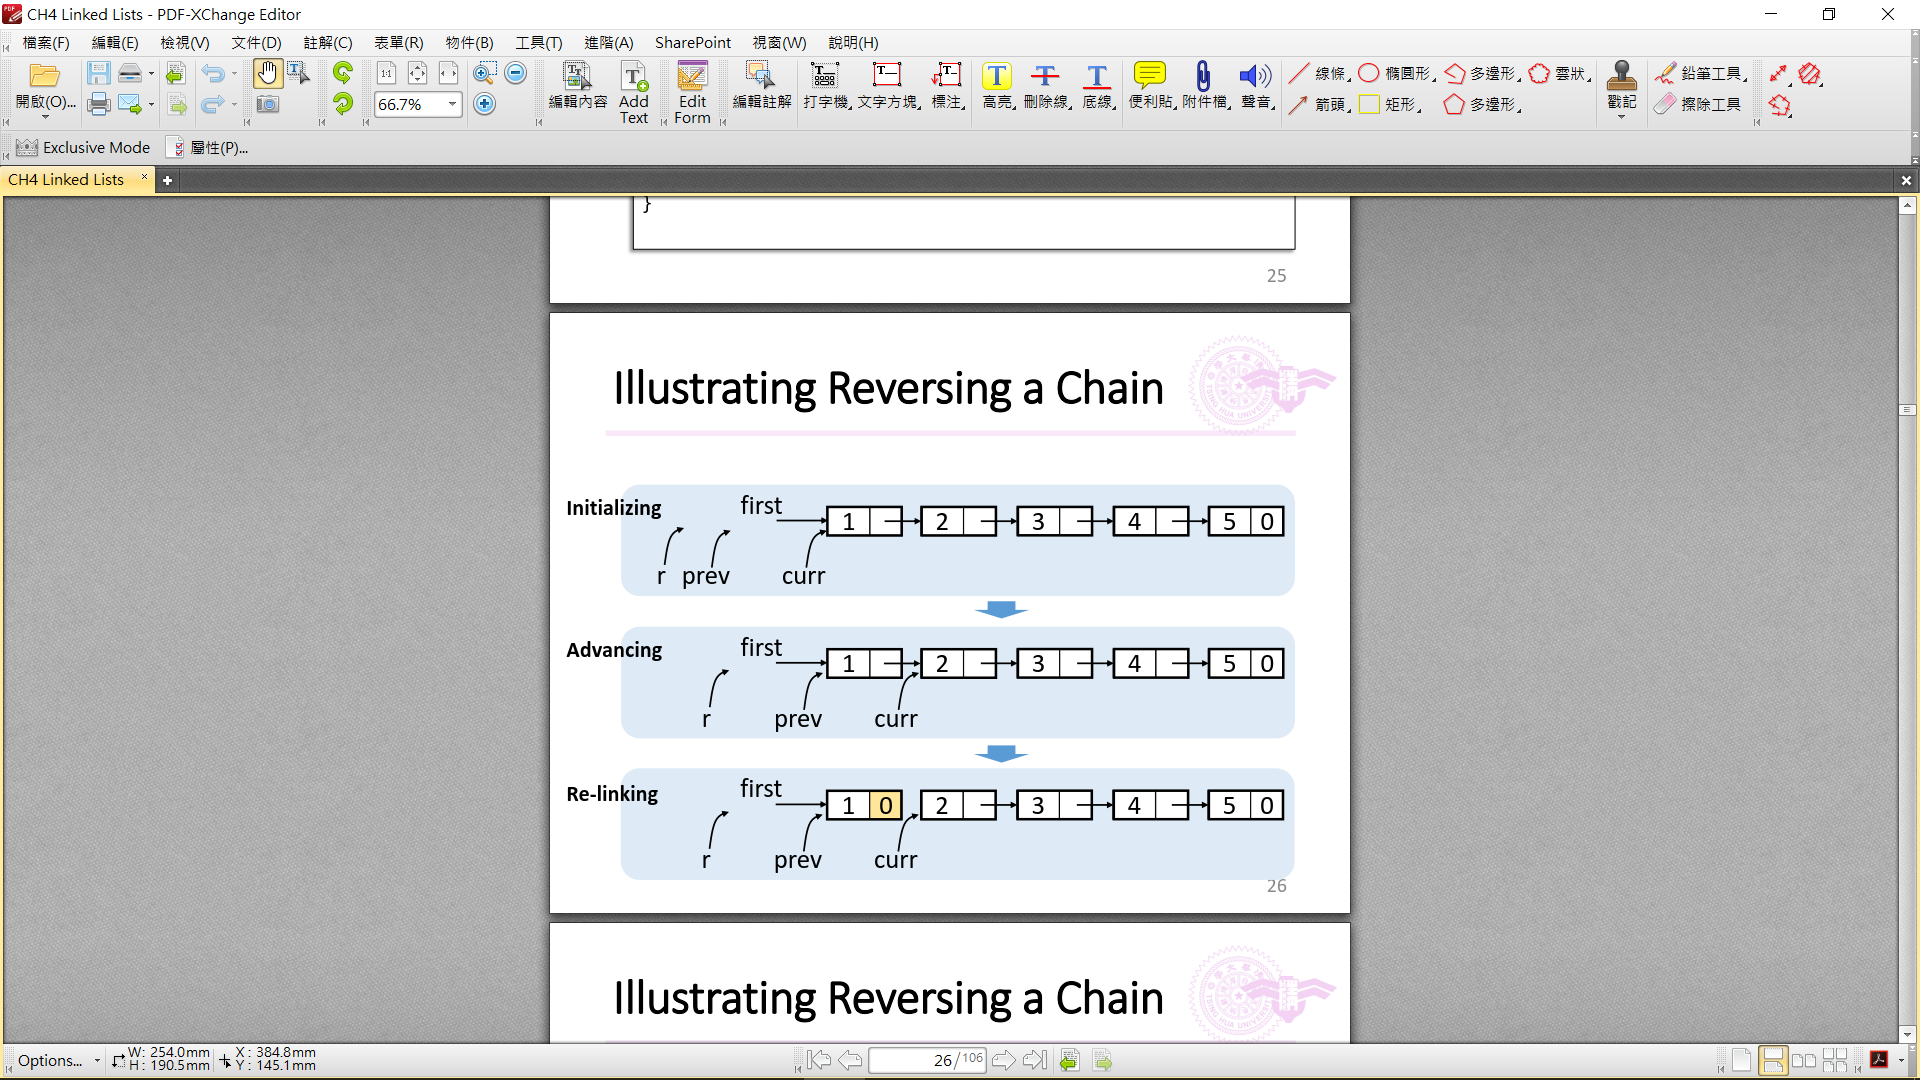 CH4 Linked Lists - PDF-XChange Editor
檔案(F) 編輯(E) 檢視(V) 文件(D) 註解(C) 表單(R) 物件(B) 工具(T) 進階(A) SharePoint 視窗(W) 說明(H)
開啟(O)...
66.7%
編輯內容
Add Text
Edit Form
編輯註解
打字機 文字方塊 標注
高亮 刪除線 底線
便利貼 附件檔 聲音
線條 橢圓形 多邊形 雲狀
箭頭 矩形 多邊形
戳記
鉛筆工具
擦除工具
Exclusive Mode 屬性(P)...
CH4 Linked Lists
}
25
Illustrating Reversing a Chain
TSING HUA UNIVERSITY
Initializing
first
1 2 3 4 5 0
r prev curr
Advancing
first
1 2 3 4 5 0
r prev curr
Re-linking
first
1 0 2 3 4 5 0
r prev curr
26
Illustrating Reversing a Chain
TSING HUA UNIVERSITY
Options...
W: 254.0mm
H: 190.5mm
X: 384.8mm
Y: 145.1mm
26/106